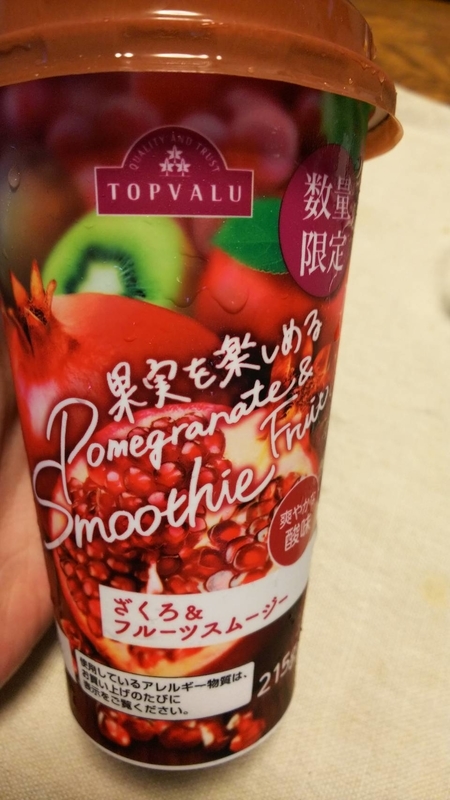 QUALITY AND TRUST
TOPVALU
数量
限定
果実を楽しめる
Pomegranate &
Fruit
Smoothie
爽やかな
酸味
ざくろ&
フルーツスムージー
使用しているアレルギー物質は、
お買い上げのたびに
表示をご覧ください。
215g